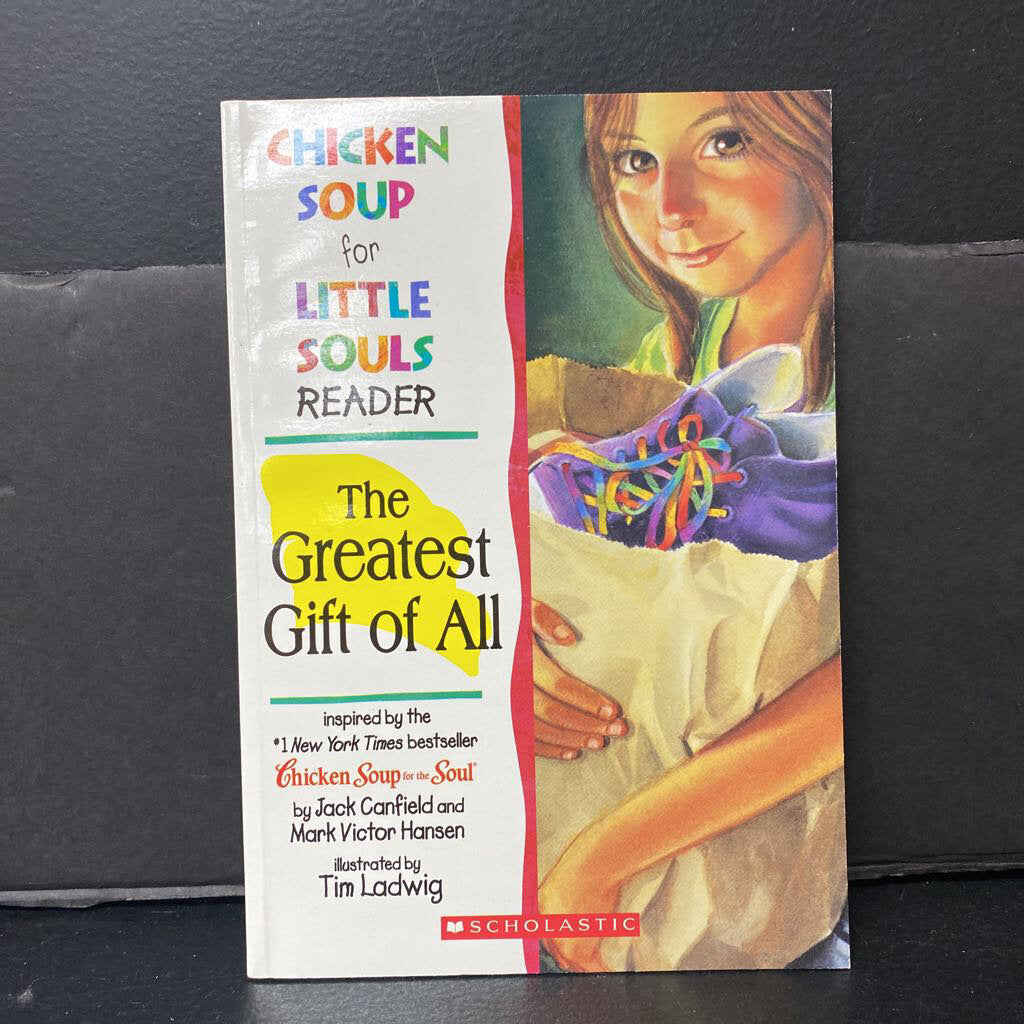 CHICKEN
SOUP
for
LITTLE
SOULS
READER
The
Greatest
Gift of All
inspired by the
#1 New York Times bestseller
Chicken Soup for the Soul®
by Jack Canfield and
Mark Victor Hansen
illustrated by
Tim Ladwig
SCHOLASTIC